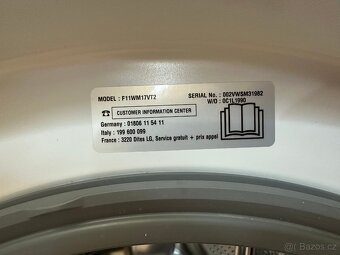 MODEL : F11WM17VT2
SERIAL No. : 002VWSM31982
W/D : 0C1L1990
CUSTOMER INFORMATION CENTER
Germany : 01806 11 54 11
Italy : 199 600 099
France : 3220 Dites LG, Service gratuit + prix appel
Bazoš.cz